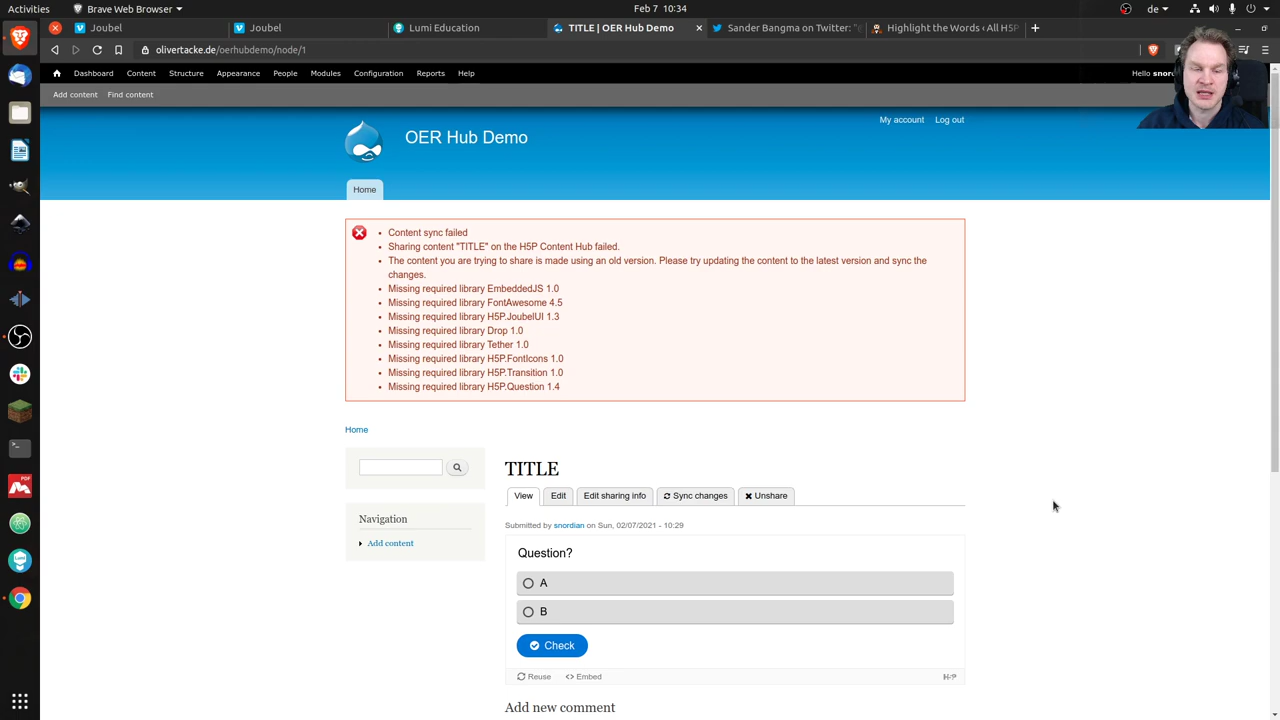 Activities
Brave Web Browser
Feb 7 10:34
de
Joubel
Joubel
Lumi Education
TITLE | OER Hub Demo
Sander Bangma on Twitter: "
Highlight the Words ‹ All H5P
olivertacke.de/oerhubdemo/node/1
Dashboard Content Structure Appearance People Modules Configuration Reports Help
Hello
Add content Find content
My account Log out
OER Hub Demo
Home
Content sync failed
Sharing content "TITLE" on the H5P Content Hub failed.
The content you are trying to share is made using an old version. Please try updating the content to the latest version and sync the
changes.
Missing required library EmbeddedJS 1.0
Missing required library FontAwesome 4.5
Missing required library H5P.JoubelUI 1.3
Missing required library Drop 1.0
Missing required library Tether 1.0
Missing required library H5P.FontIcons 1.0
Missing required library H5P.Transition 1.0
Missing required library H5P.Question 1.4
Home
TITLE
View Edit Edit sharing info Sync changes Unshare
Navigation
Add content
Submitted by snordian on Sun, 02/07/2021 - 10:29
Question?
A
B
Check
Reuse Embed
H5P
Add new comment